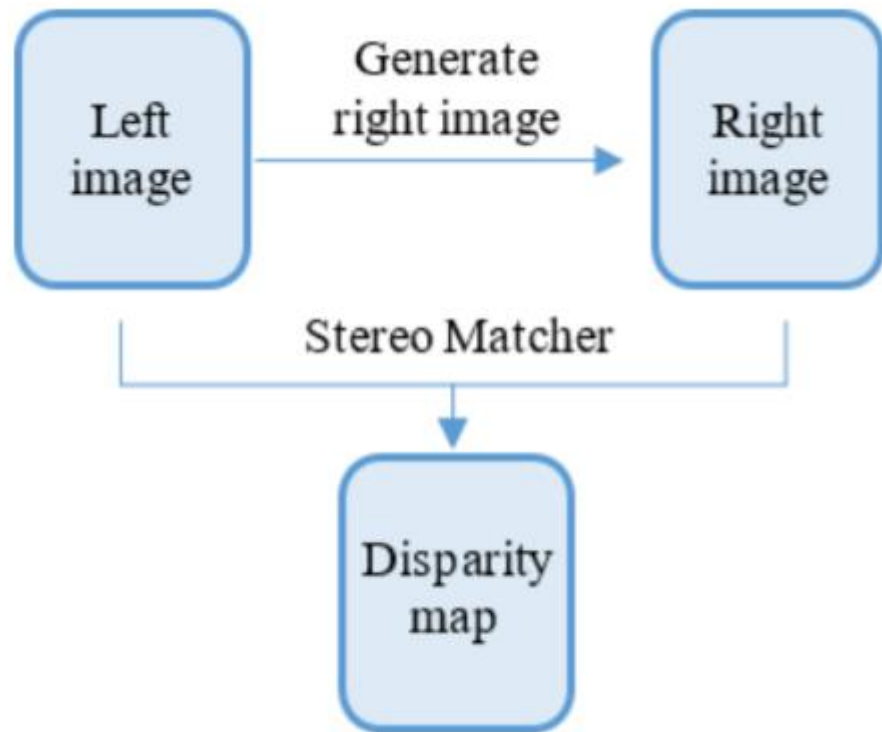 Left
image
Generate
right image
Right
image
Stereo Matcher
Disparity
map